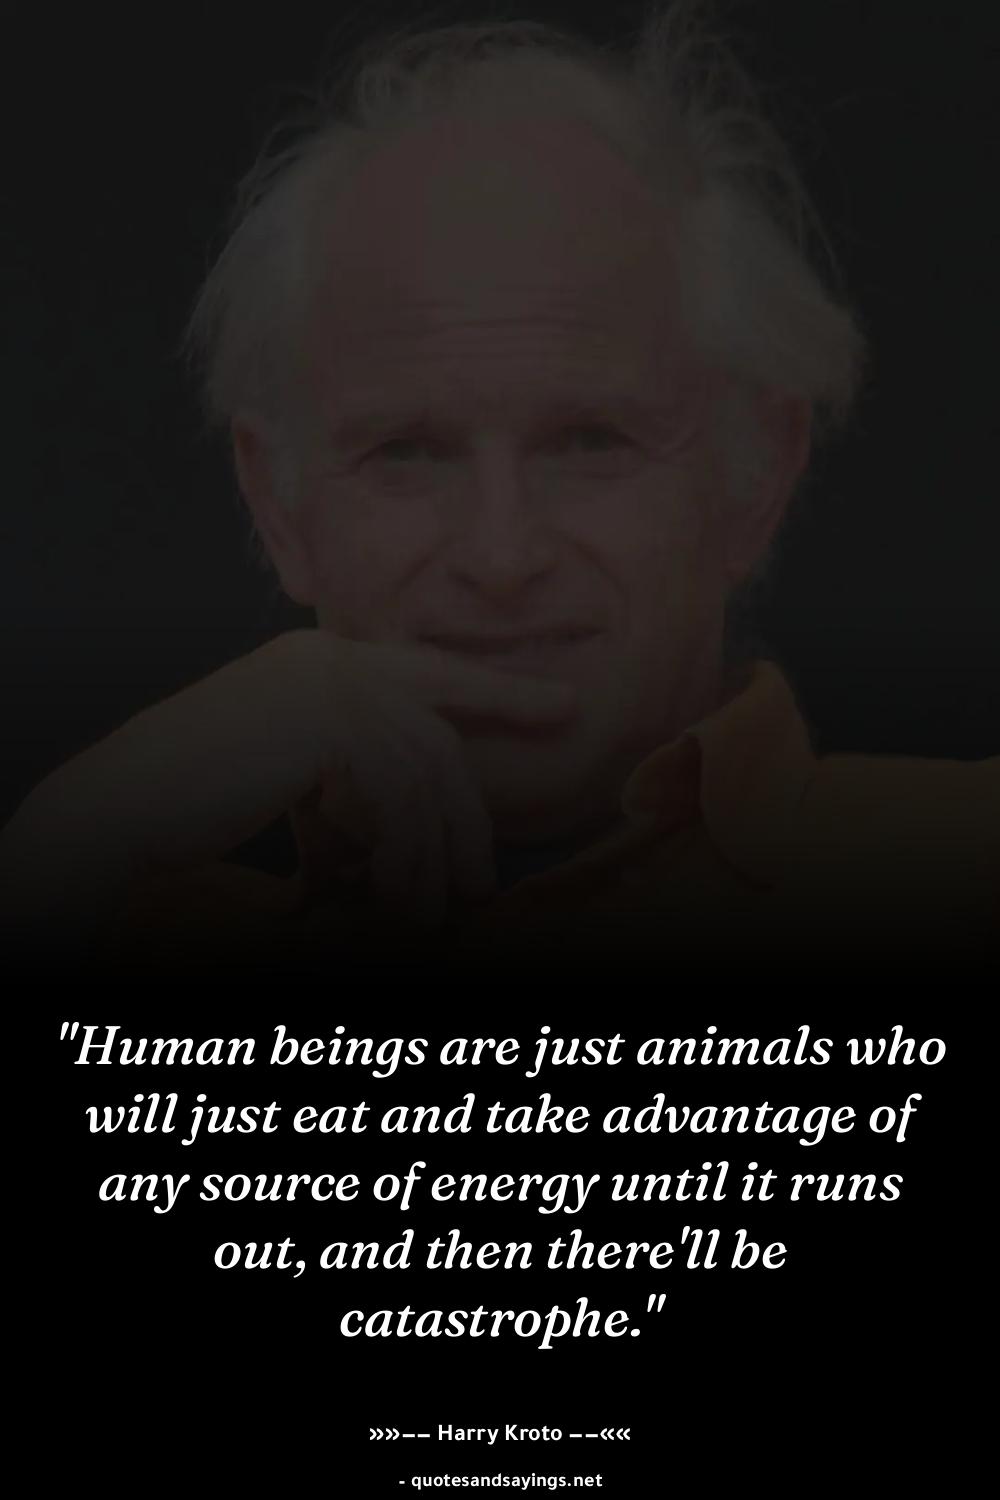 "Human beings are just animals who
will just eat and take advantage of
any source of energy until it runs
out, and then there'll be
catastrophe."
»»–– Harry Kroto ––««
- quotesandsayings.net